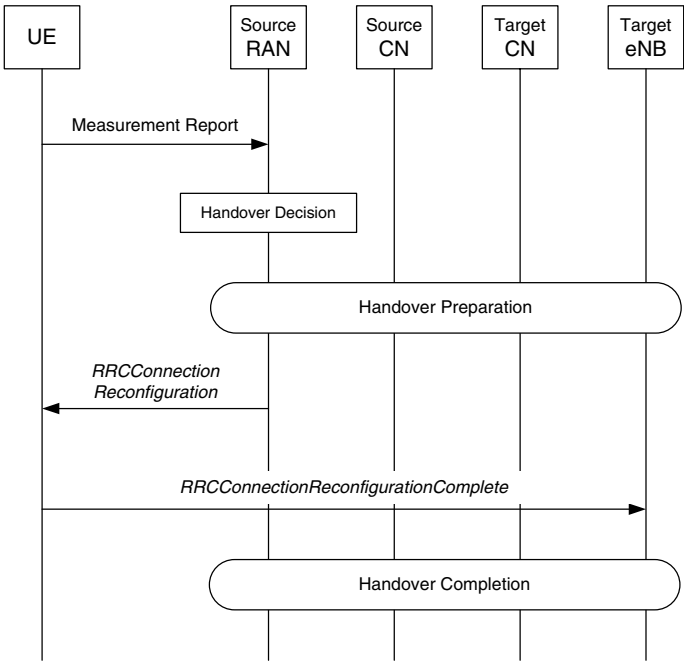 UE
Source
RAN
Source
CN
Target
CN
Target
eNB
Measurement Report
Handover Decision
Handover Preparation
RRCConnection
Reconfiguration
RRCConnectionReconfigurationComplete
Handover Completion